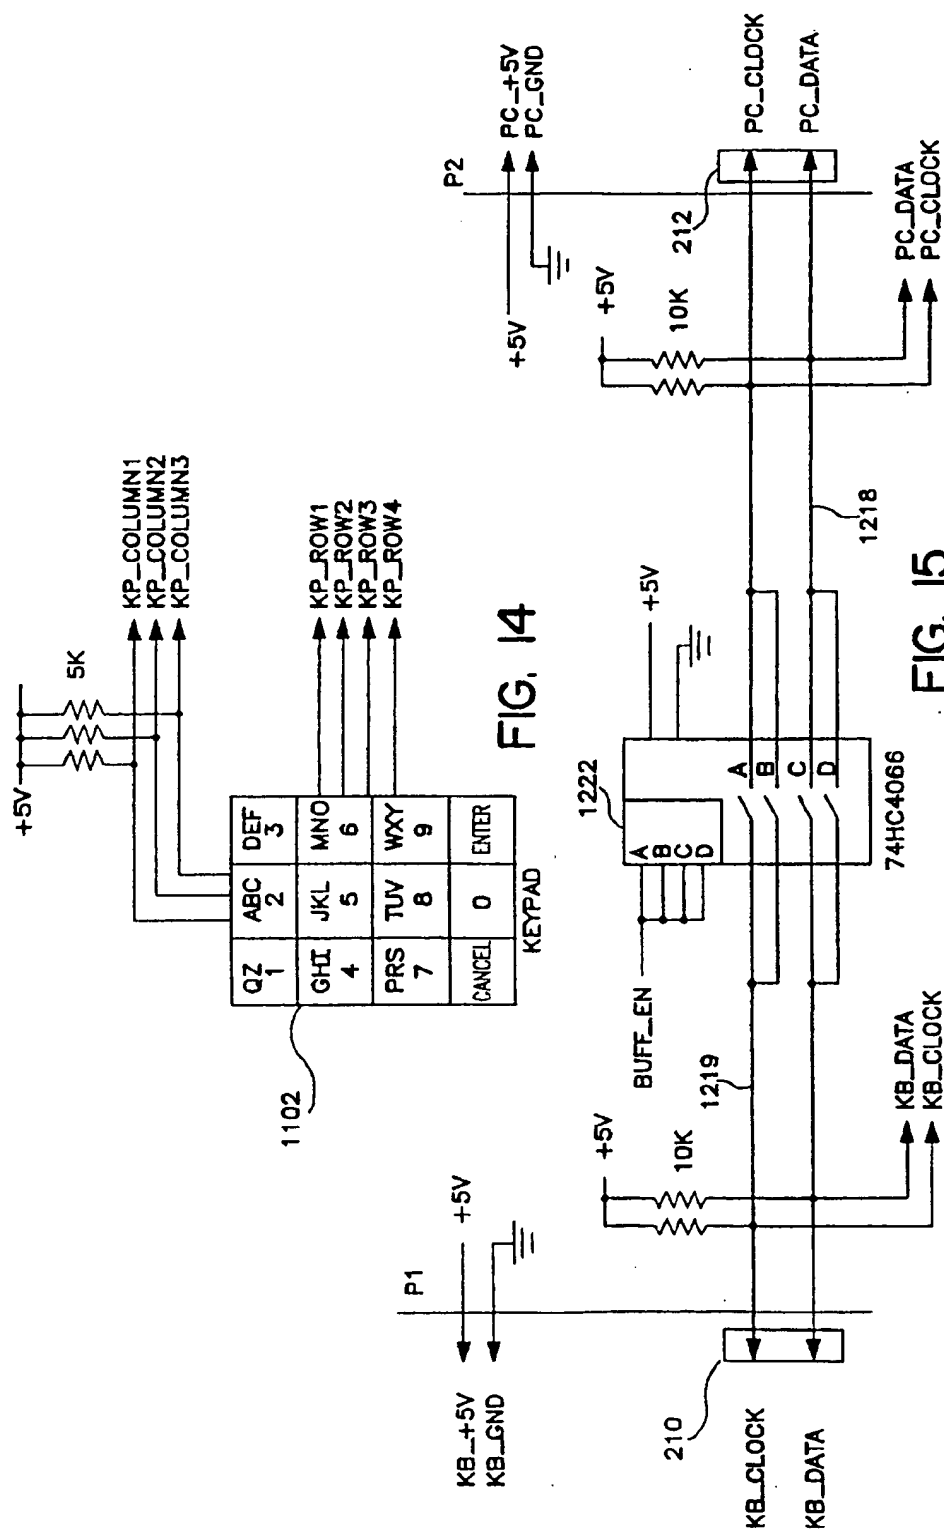 +5V
5K
KP_COLUMN1
KP_COLUMN2
KP_COLUMN3
QZ
1
ABC
2
DEF
3
GHI
4
JKL
5
MNO
6
PRS
7
TUV
8
WXY
9
CANCEL
0
ENTER
KEYPAD
1102
KP_ROW1
KP_ROW2
KP_ROW3
KP_ROW4
FIG. 14
P1
KB_+5V
+5V
KB_GND
210
KB_CLOCK
KB_DATA
+5V
10K
KB_DATA
KB_CLOCK
1219
BUFF_EN
1222
A
B
C
D
A
B
C
D
74HC4066
+5V
1218
+5V
10K
PC_DATA
PC_CLOCK
P2
+5V
PC_+5V
PC_GND
212
PC_CLOCK
PC_DATA
FIG. 15